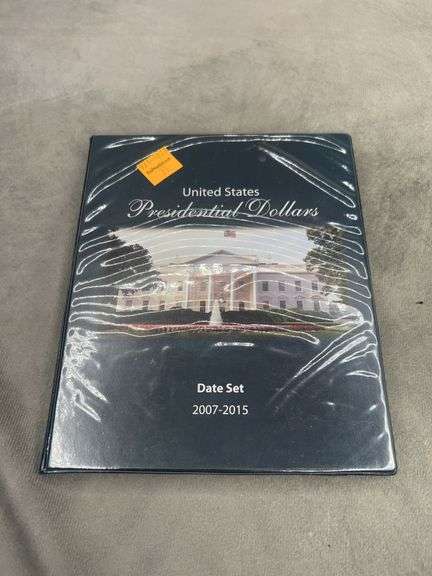 United States
Presidential Dollars
Date Set
2007-2015